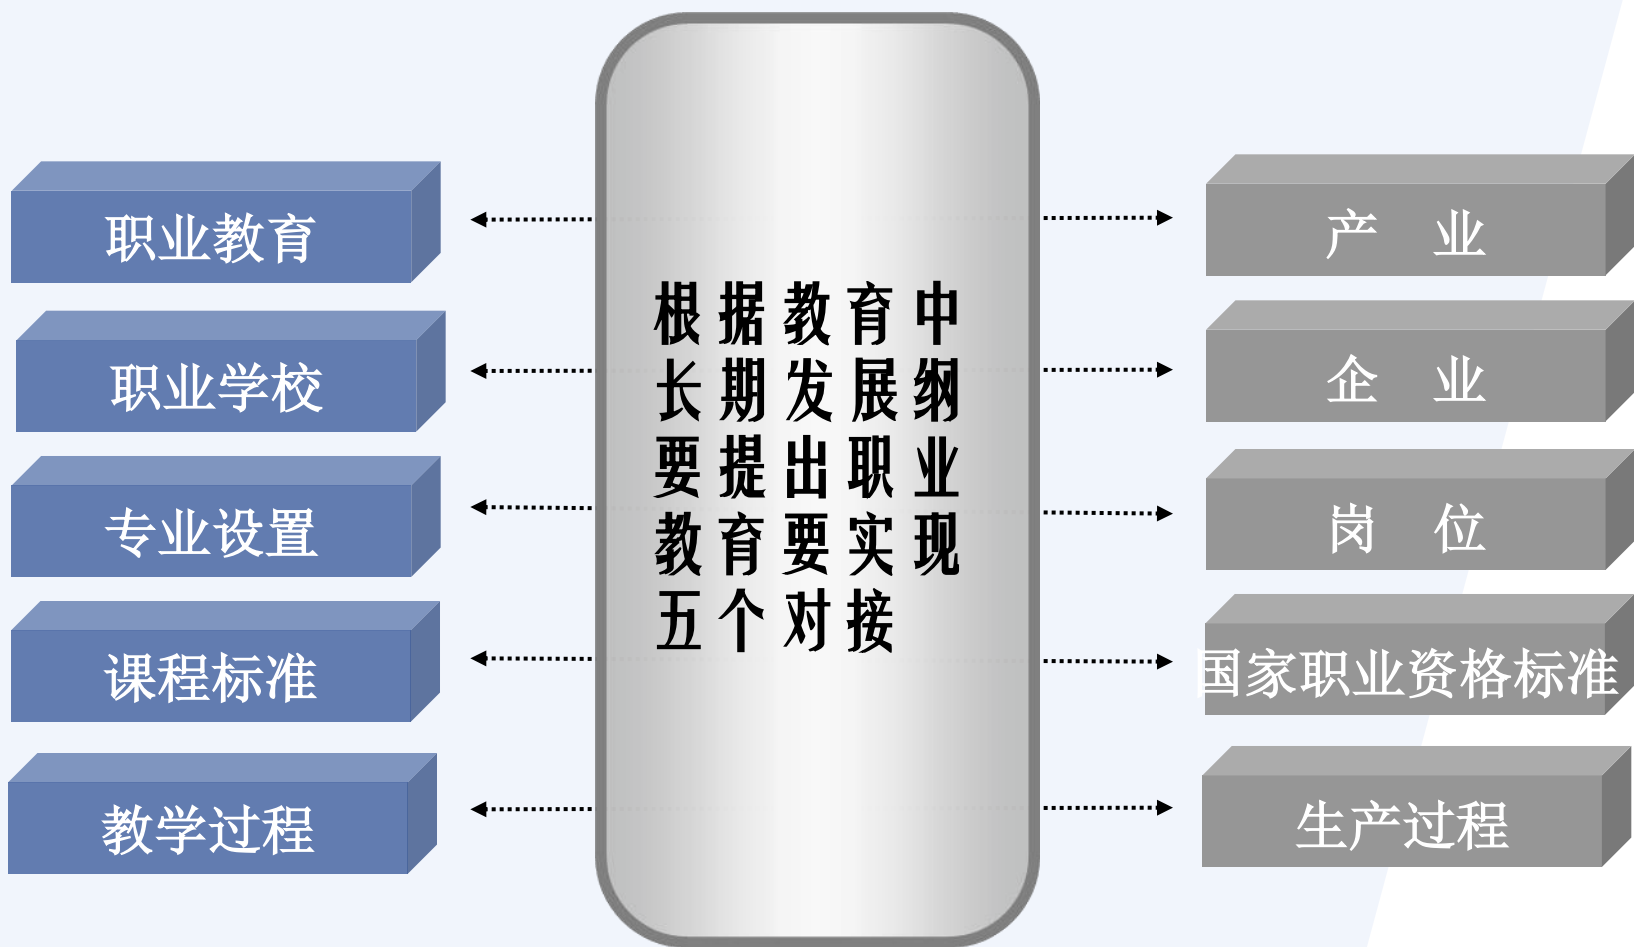 职业教育
职业学校
专业设置
课程标准
教学过程
根据教育中
长期发展纲
要提出职业
教育要实现
五个对接
产 业
企 业
岗 位
国家职业资格标准
生产过程